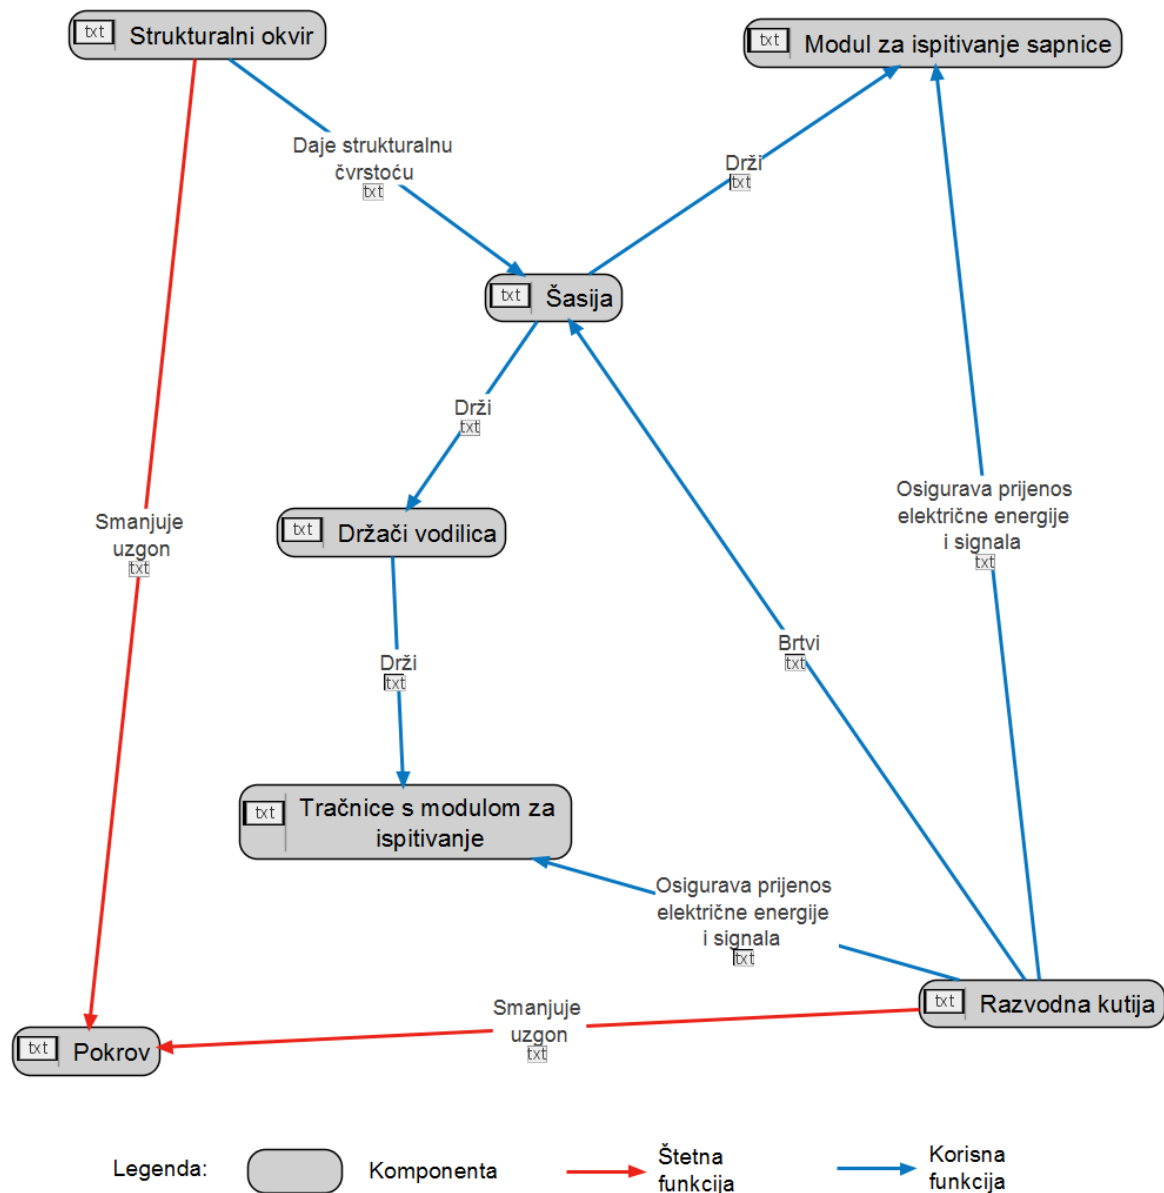 txt Strukturalni okvir
txt Modul za ispitivanje sapnice
Daje strukturalnu
čvrstoću
txt
Drži
txt
txt Šasija
Drži
txt
Osigurava prijenos
električne energije
i signala
txt
Smanjuje
uzgon
txt
txt Držači vodilica
Brtvi
txt
Drži
txt
txt Tračnice s modulom za
ispitivanje
Osigurava prijenos
električne energije
i signala
txt
txt Razvodna kutija
Smanjuje
uzgon
txt
txt Pokrov
Legenda:
Komponenta
Štetna
funkcija
Korisna
funkcija